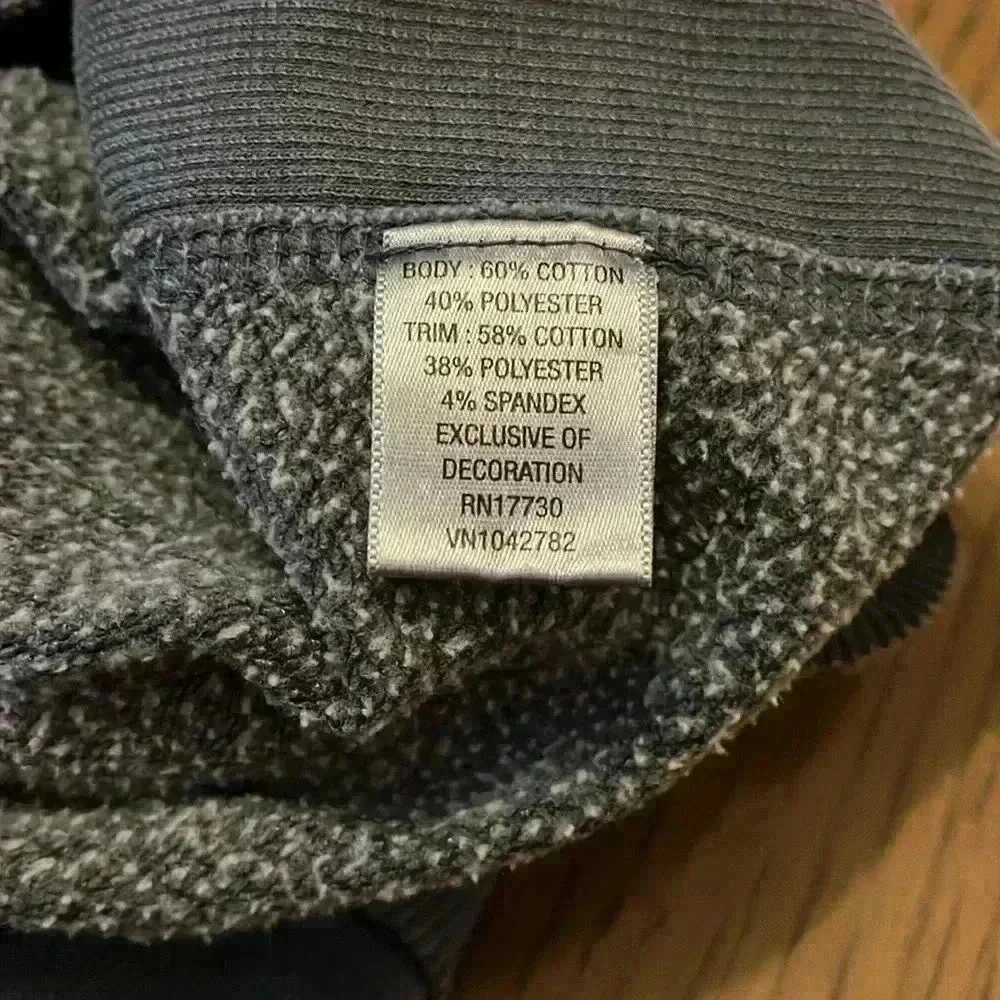 BODY : 60% COTTON
40% POLYESTER
TRIM : 58% COTTON
38% POLYESTER
4% SPANDEX
EXCLUSIVE OF
DECORATION
RN17730
VN1042782